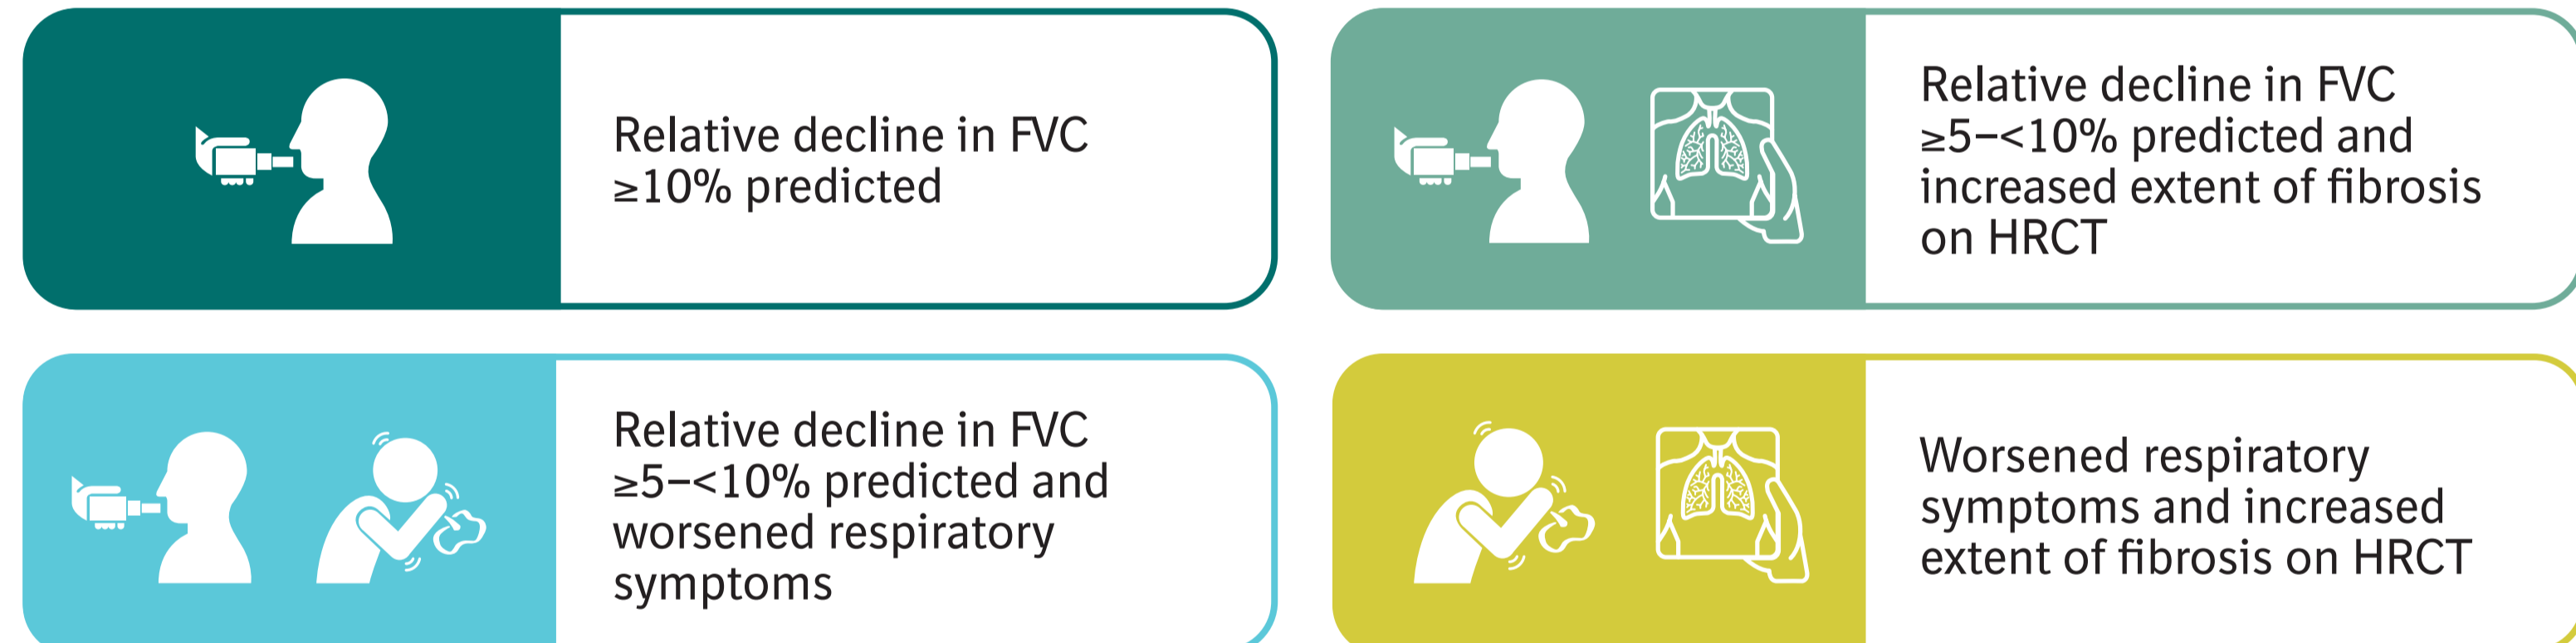 Relative decline in FVC
≥10% predicted
Relative decline in FVC
≥5–<10% predicted and
increased extent of fibrosis
on HRCT
Relative decline in FVC
≥5–<10% predicted and
worsened respiratory
symptoms
Worsened respiratory
symptoms and increased
extent of fibrosis on HRCT